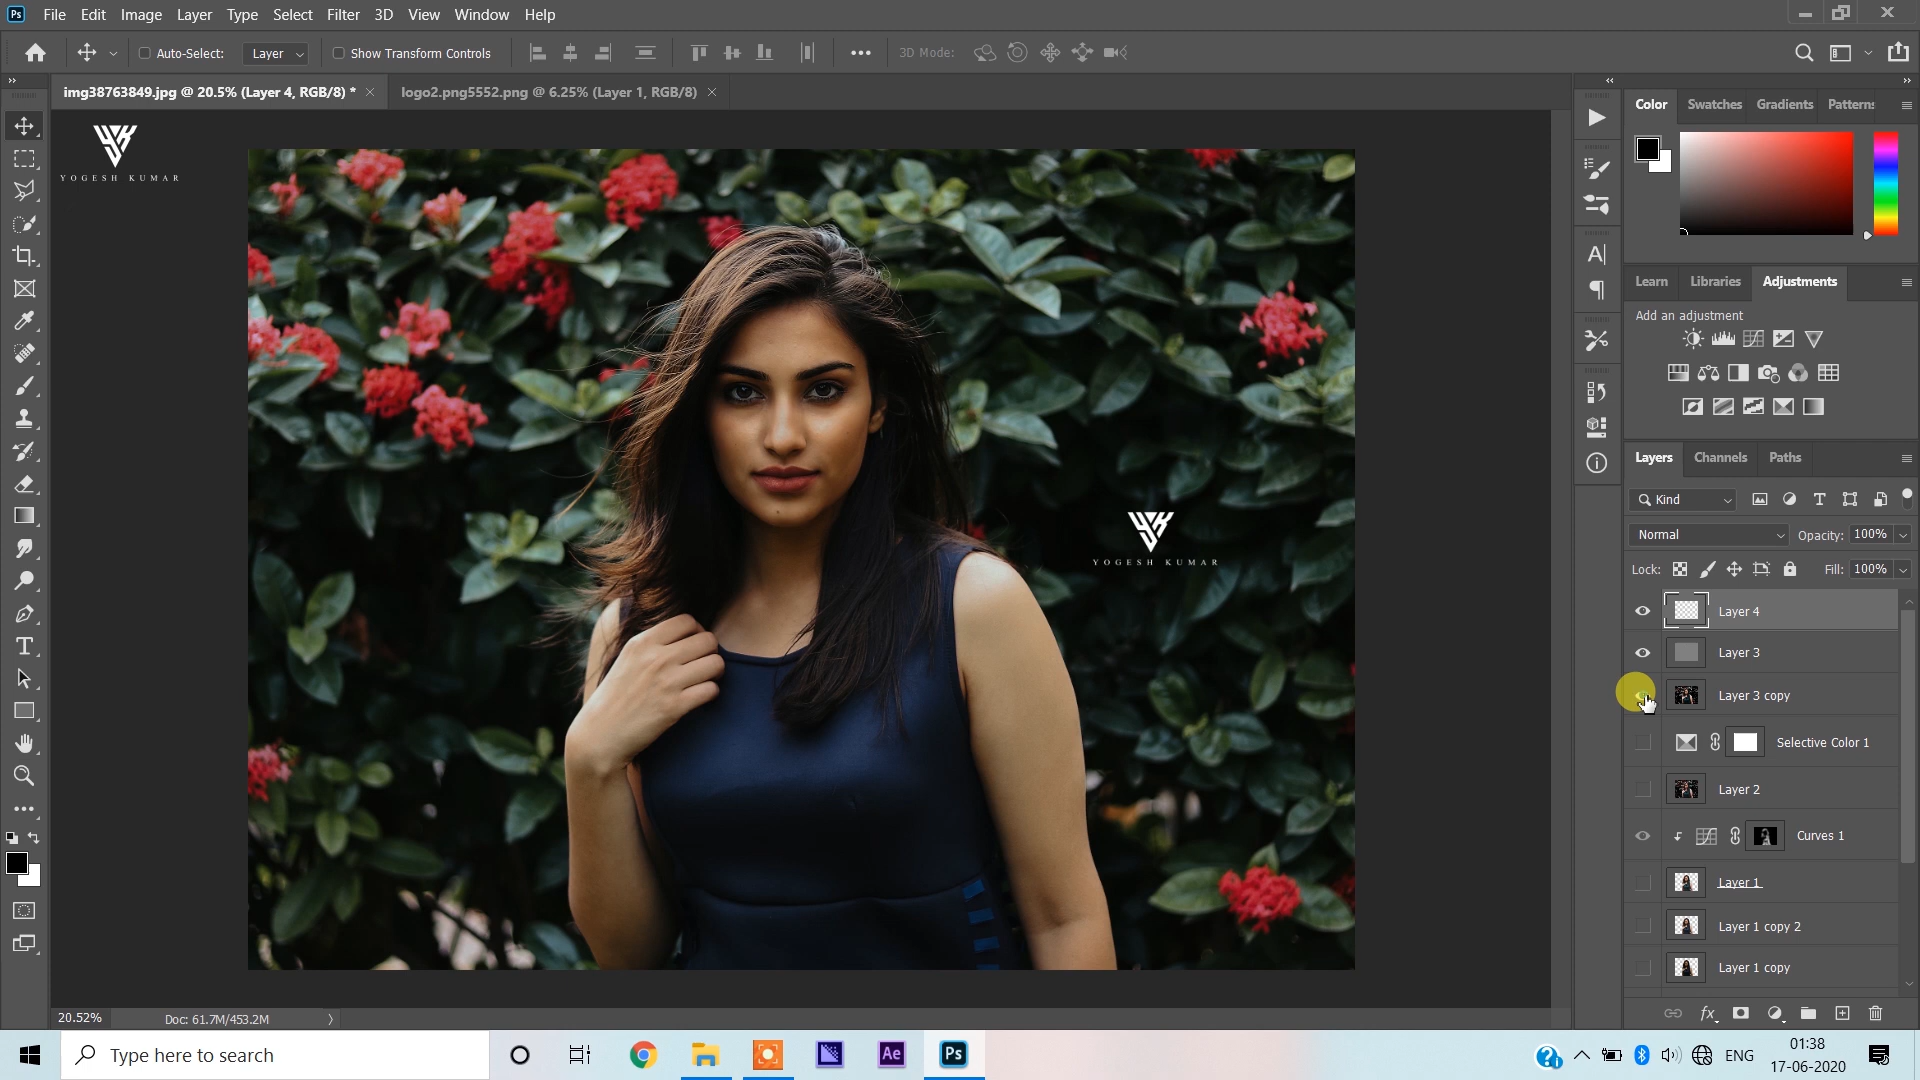 File Edit Image Layer Type Select Filter 3D View Window Help
Auto-Select: Layer Show Transform Controls 3D Mode:
img38763849.jpg @ 20.5% (Layer 4, RGB/8) * logo2.png5552.png @ 6.25% (Layer 1, RGB/8)
Color Swatches Gradients Patterns
YOGESH KUMAR
Learn Libraries Adjustments
Add an adjustment
Layers Channels Paths
Kind
Normal Opacity: 100%
Lock: Fill: 100%
YOGESH KUMAR
Layer 4
Layer 3
Layer 3 copy
Selective Color 1
Layer 2
Curves 1
Layer 1
Layer 1 copy 2
Layer 1 copy
20.52% Doc: 61.7M/453.2M
Type here to search
Ae
Ps
ENG
01:38
17-06-2020